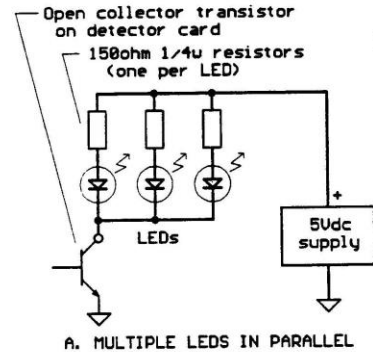 Open collector transistor
on detector card
150ohm 1/4w resistors
(one per LED)
+
5Vdc
supply
LEDs
A. MULTIPLE LEDS IN PARALLEL